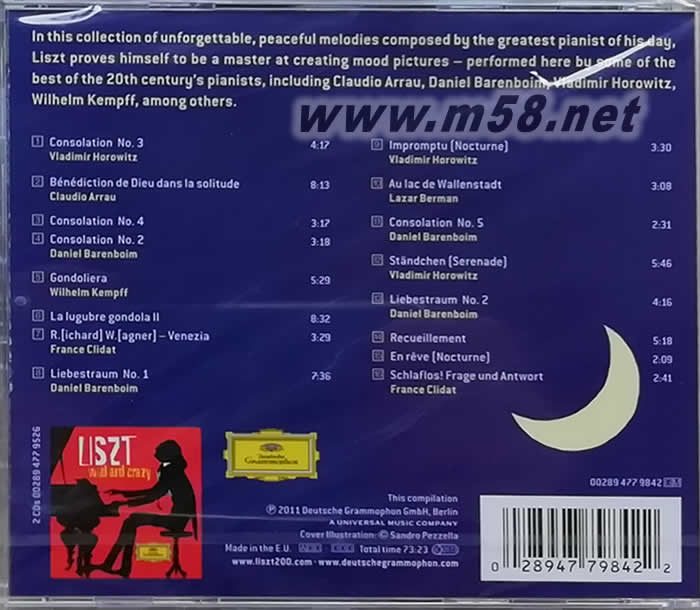 In this collection of unforgettable, peaceful melodies composed by the greatest pianist of his day,
Liszt proves himself to be a master at creating mood pictures – performed here by some of the
best of the 20th century's pianists, including Claudio Arrau, Daniel Barenboim, Vladimir Horowitz,
Wilhelm Kempff, among others.
www.m58.net
1 Consolation No. 3 4:17
Vladimir Horowitz
2 Bénédiction de Dieu dans la solitude 8:13
Claudio Arrau
3 Consolation No. 4 3:17
4 Consolation No. 2 3:18
Daniel Barenboim
5 Gondoliera 5:29
Wilhelm Kempff
6 La lugubre gondola II 8:32
7 R.[ichard] W.[agner] – Venezia 3:29
France Clidat
8 Liebestraum No. 1 7:36
Daniel Barenboim
9 Impromptu (Nocturne) 3:30
Vladimir Horowitz
10 Au lac de Wallenstadt 3:08
Lazar Berman
11 Consolation No. 5 2:31
Daniel Barenboim
12 Ständchen (Serenade) 5:46
Vladimir Horowitz
13 Liebestraum No. 2 4:16
Daniel Barenboim
14 Recueillement 5:18
15 En rêve (Nocturne) 2:09
16 Schlaflos! Frage und Antwort 2:41
France Clidat
2 CDs 00289 477 9526
LISZT
wild and crazy
Deutsche
Grammophon
This compilation
℗ 2011 Deutsche Grammophon GmbH, Berlin
A UNIVERSAL MUSIC COMPANY
Cover Illustration: © Sandro Pezzella
Made in the E.U. ADD DDD Total time 73:23
www.liszt200.com · www.deutschegrammophon.com
00289 477 9842 GM
0 28947 79842 2